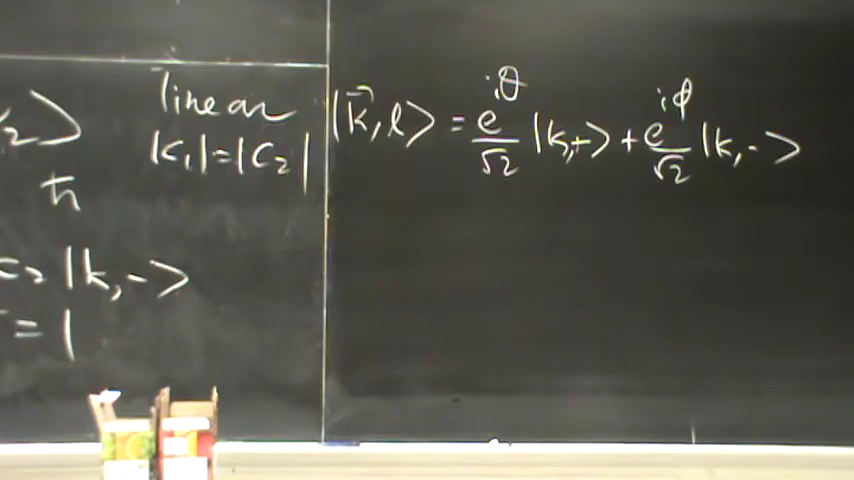 ₂>
ħ
c₂|k,->
= 1
linear
|c₁|=|c₂|
|k⃗,l> = e^{iθ}/√2 |k,+> + e^{iϕ}/√2 |k,->